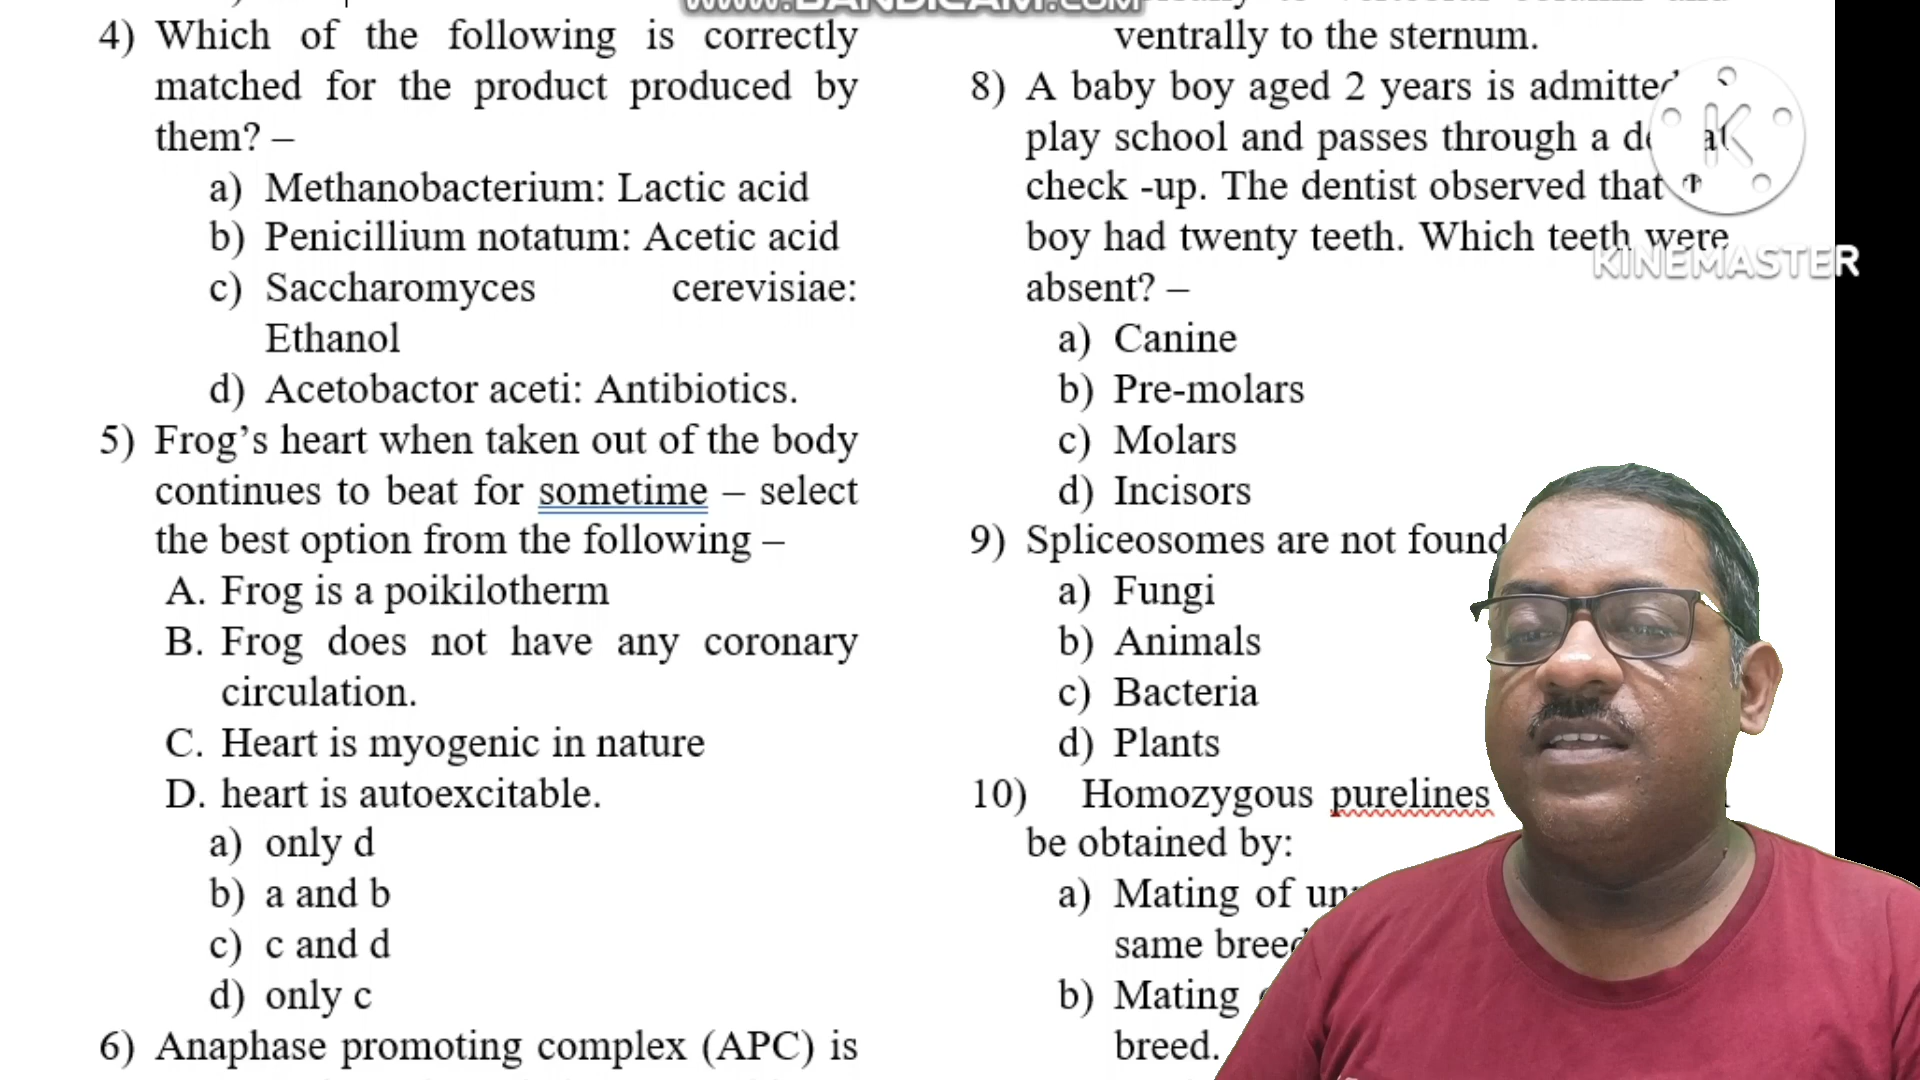 www.BANDICAM.COM
4) Which of the following is correctly
matched for the product produced by
them? –
a) Methanobacterium: Lactic acid
b) Penicillium notatum: Acetic acid
c) Saccharomyces cerevisiae:
Ethanol
d) Acetobactor aceti: Antibiotics.
5) Frog’s heart when taken out of the body
continues to beat for sometime – select
the best option from the following –
A. Frog is a poikilotherm
B. Frog does not have any coronary
circulation.
C. Heart is myogenic in nature
D. heart is autoexcitable.
a) only d
b) a and b
c) c and d
d) only c
6) Anaphase promoting complex (APC) is
ventrally to the sternum.
8) A baby boy aged 2 years is admitted
play school and passes through a
check -up. The dentist observed that
boy had twenty teeth. Which teeth were
absent? –
a) Canine
b) Pre-molars
c) Molars
d) Incisors
9) Spliceosomes are not found
a) Fungi
b) Animals
c) Bacteria
d) Plants
10) Homozygous purelines
be obtained by:
a) Mating of
same breed
b) Mating
breed.
K
KINEMASTER